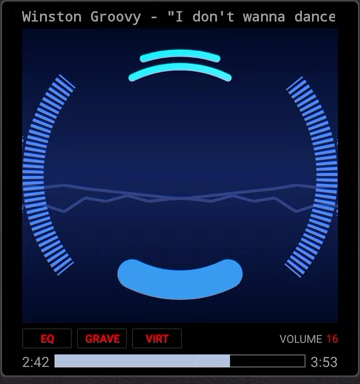 Winston Groovy - "I don't wanna dance
EQ GRAVE VIRT VOLUME 16
2:42 3:53